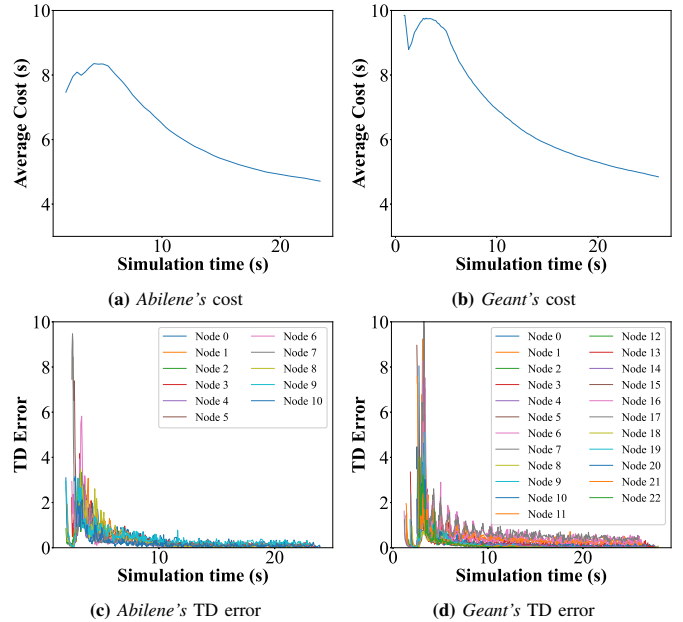 10
8
6
4
Average Cost (s)
10
20
Simulation time (s)
(a) Abilene's cost
10
8
6
4
Average Cost (s)
0
10
20
Simulation time (s)
(b) Geant's cost
10
8
6
4
2
0
TD Error
Node 0
Node 1
Node 2
Node 3
Node 4
Node 5
Node 6
Node 7
Node 8
Node 9
Node 10
10
20
Simulation time (s)
(c) Abilene's TD error
10
8
6
4
2
0
TD Error
Node 0
Node 1
Node 2
Node 3
Node 4
Node 5
Node 6
Node 7
Node 8
Node 9
Node 10
Node 11
Node 12
Node 13
Node 14
Node 15
Node 16
Node 17
Node 18
Node 19
Node 20
Node 21
Node 22
0
10
20
Simulation time (s)
(d) Geant's TD error